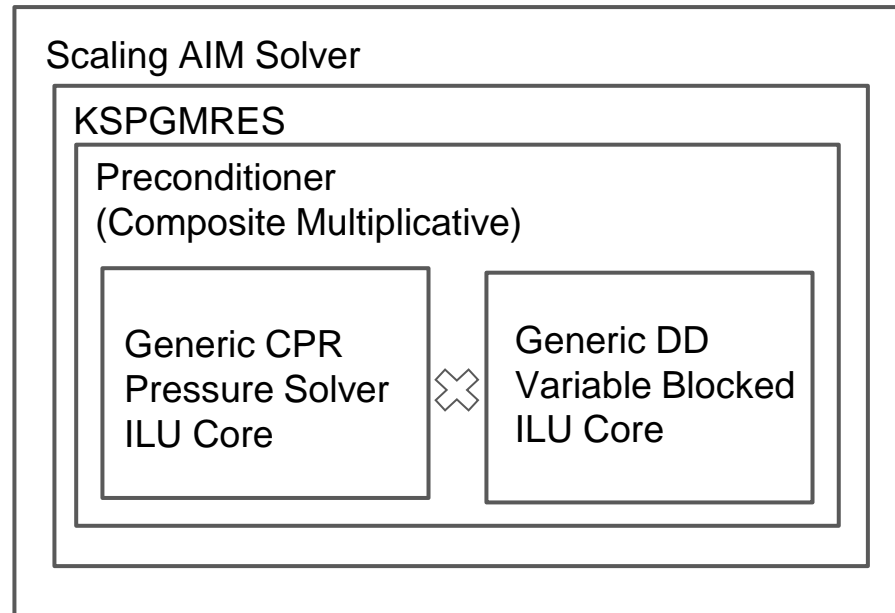 Scaling AIM Solver
KSPGMRES
Preconditioner
(Composite Multiplicative)
Generic CPR
Pressure Solver
ILU Core
Generic DD
Variable Blocked
ILU Core